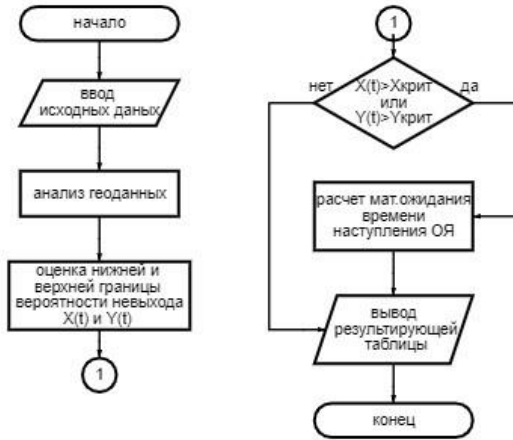 начало
ввод
исходных даных
анализ геоданных
оценка нижней и
верхней границы
вероятности невыхода
X(t) и Y(t)
1
1
нет
X(t)>Xкрит
да
или
Y(t)>Yкрит
расчет мат.ожидания
времени
наступления ОЯ
вывод
результирующей
таблицы
конец